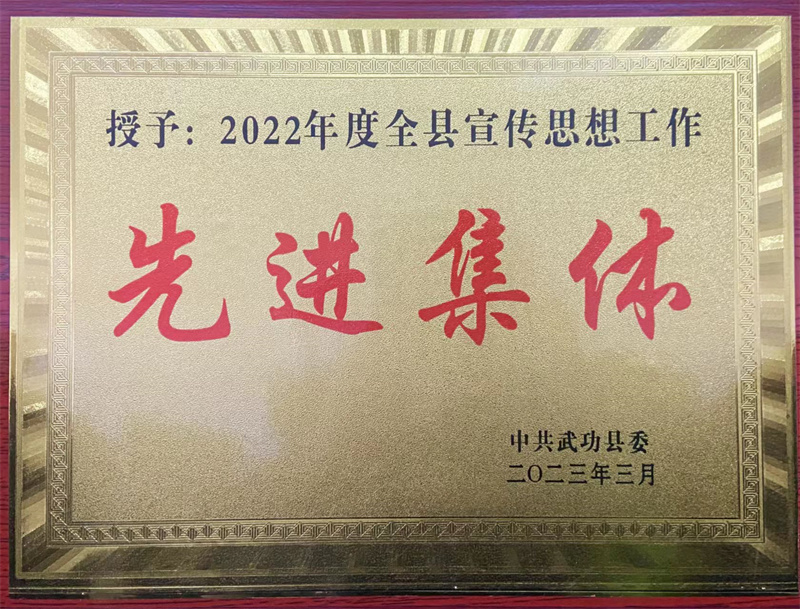 授予：2022年度全县宣传思想工作
先进集体
中共武功县委
二〇二三年三月